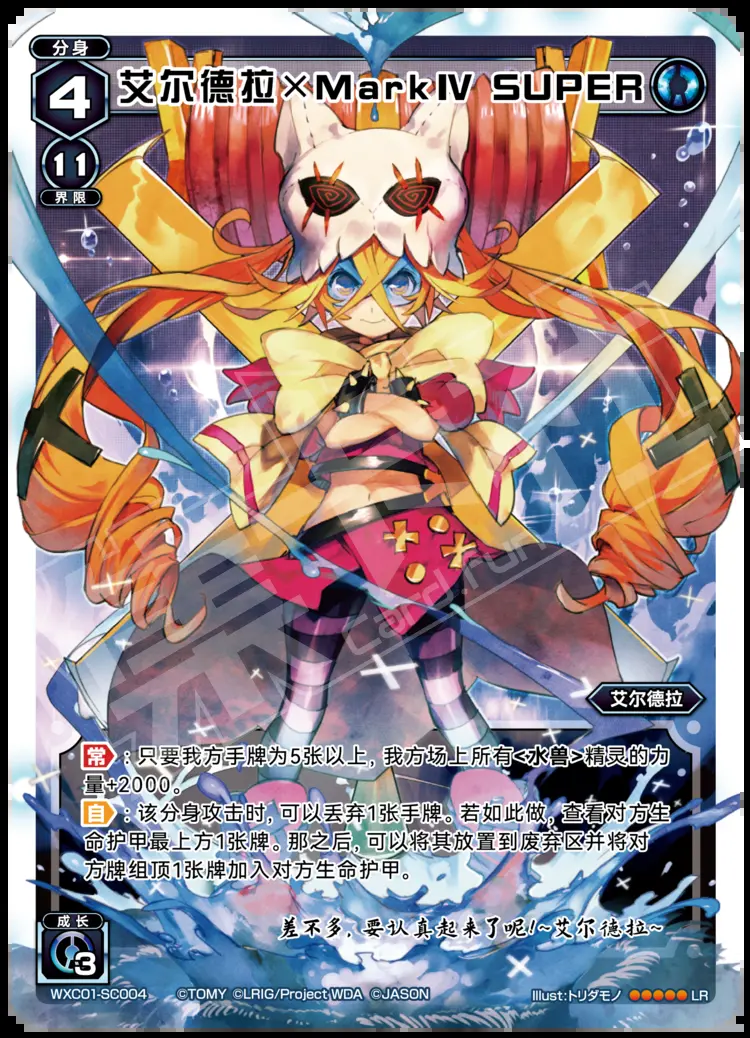 分身
4
艾尔德拉×MarkⅣ SUPER
11
界限
艾尔德拉
常：只要我方手牌为5张以上，我方场上所有<水兽>精灵的力
量+2000。
自：该分身攻击时，可以丢弃1张手牌。若如此做，查看对方生
命护甲最上方1张牌。那之后，可以将其放置到废弃区并将对
方牌组顶1张牌加入对方生命护甲。
差不多，要认真起来了呢！~艾尔德拉~
成长
3
WXC01-SC004 ©TOMY ©LRIG/Project WDA ©JASON
Illust:トリダモノ
LR
Card.fun